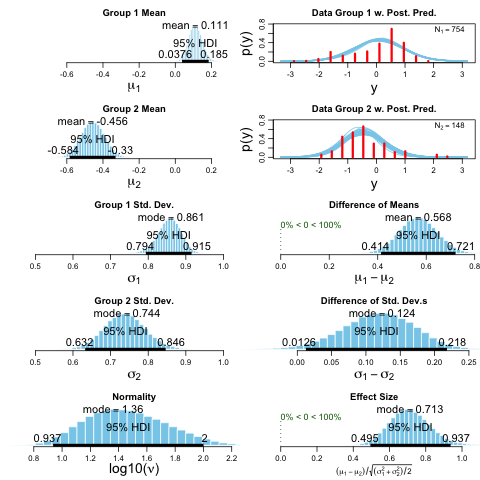 Group 1 Mean
mean = 0.111
95% HDI
0.0376 0.185
-0.6 -0.4 -0.2 0.0 0.2
μ1
Data Group 1 w. Post. Pred.
N1 = 754
p(y)
0.0 0.4 0.8
-3 -2 -1 0 1 2 3
y
Group 2 Mean
mean = -0.456
95% HDI
-0.584 -0.33
-0.6 -0.4 -0.2 0.0 0.2
μ2
Data Group 2 w. Post. Pred.
N2 = 148
p(y)
0.0 0.4 0.8
-3 -2 -1 0 1 2 3
y
Group 1 Std. Dev.
mode = 0.861
95% HDI
0.794 0.915
0.5 0.6 0.7 0.8 0.9 1.0
σ1
Difference of Means
mean = 0.568
0% < 0 < 100%
95% HDI
0.414 0.721
0.0 0.2 0.4 0.6 0.8
μ1 − μ2
Group 2 Std. Dev.
mode = 0.744
95% HDI
0.632 0.846
0.5 0.6 0.7 0.8 0.9 1.0
σ2
Difference of Std. Dev.s
mode = 0.124
95% HDI
0.0126 0.218
0.00 0.05 0.10 0.15 0.20 0.25
σ1 − σ2
Normality
mode = 1.36
95% HDI
0.937 2
0.8 1.0 1.2 1.4 1.6 1.8 2.0 2.2
log10(ν)
Effect Size
mode = 0.713
0% < 0 < 100%
95% HDI
0.495 0.937
0.0 0.2 0.4 0.6 0.8 1.0
(μ1 − μ2)/√(σ1² + σ2²)/2